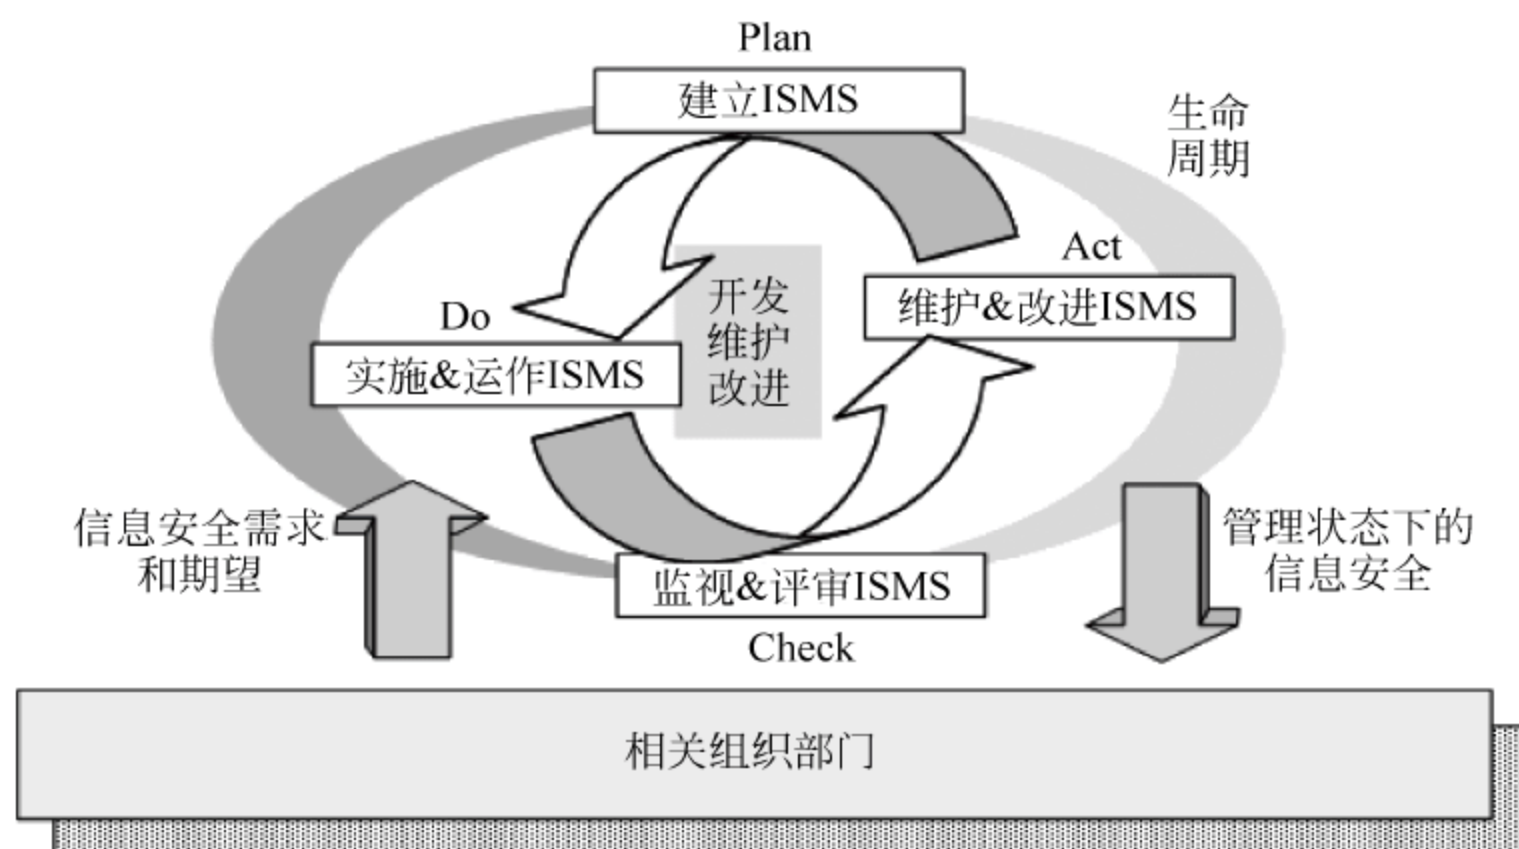 Plan
建立ISMS
生命
周期
Act
维护&改进ISMS
开发
维护
改进
Do
实施&运作ISMS
信息安全需求
和期望
管理状态下的
信息安全
监视&评审ISMS
Check
相关组织部门